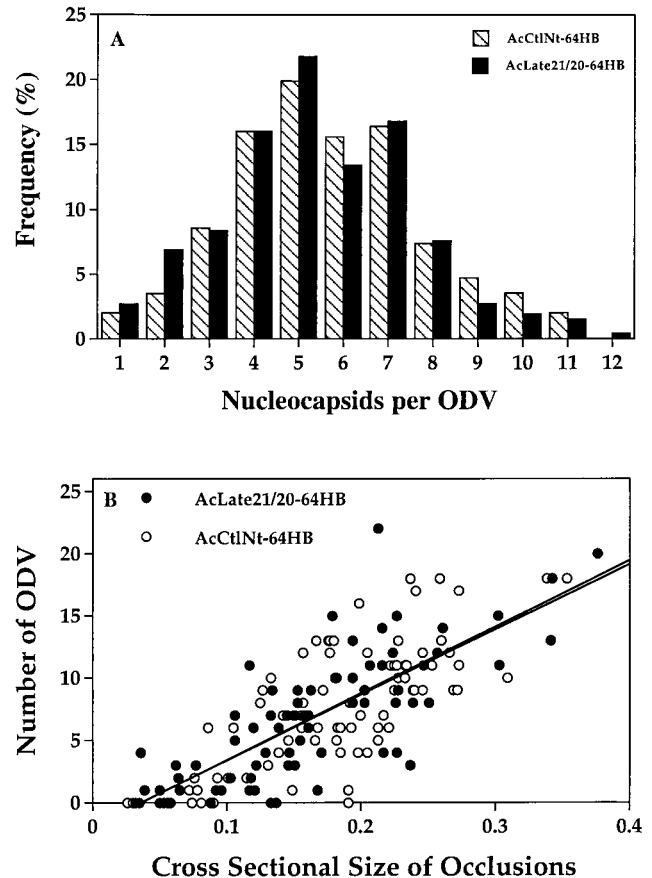 A
AcCtlNt-64HB
AcLate21/20-64HB
Frequency (%)
25
20
15
10
5
0
1 2 3 4 5 6 7 8 9 10 11 12
Nucleocapsids per ODV
B
AcLate21/20-64HB
AcCtlNt-64HB
Number of ODV
25
20
15
10
5
0
0 0.1 0.2 0.3 0.4
Cross Sectional Size of Occlusions